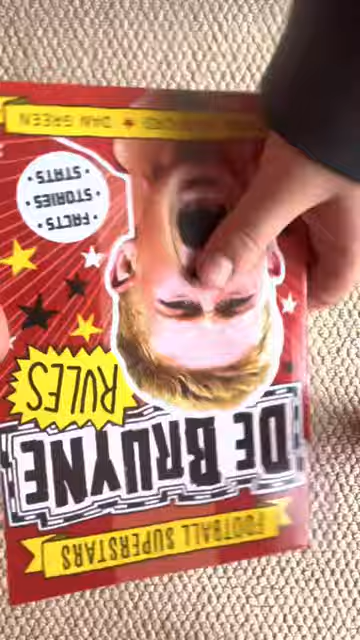 FOOTBALL SUPERSTARS
DE BRUYNE
RULES
FACTS •
• STORIES •
• STATS •
★ DAN GREEN